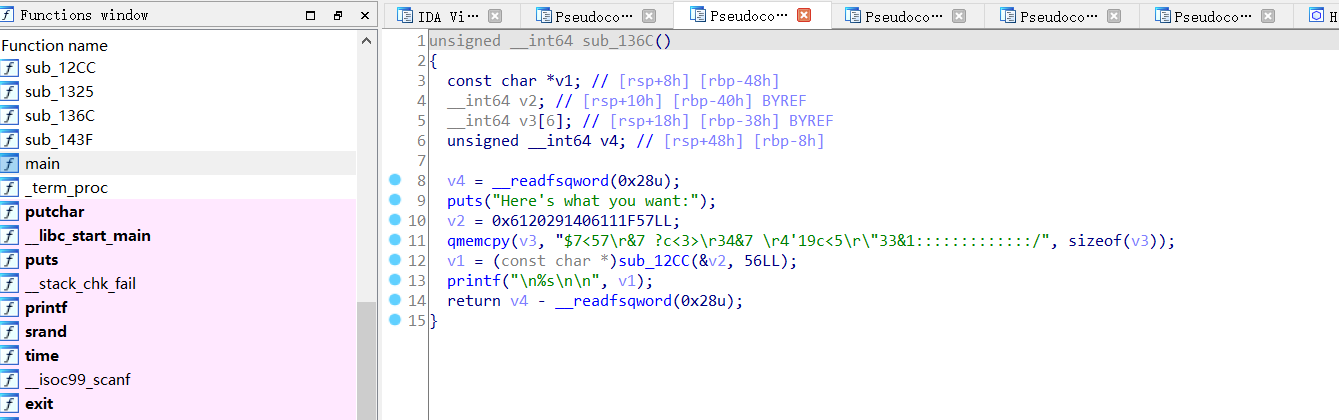 Functions window
Function name
sub_12CC
sub_1325
sub_136C
sub_143F
main
_term_proc
putchar
__libc_start_main
puts
__stack_chk_fail
printf
srand
time
__isoc99_scanf
exit
IDA Vi··· Pseudoco··· Pseudoco··· Pseudoco··· Pseudoco··· Pseudoco··· H
1 unsigned __int64 sub_136C()
2 {
3 const char *v1; // [rsp+8h] [rbp-48h]
4 __int64 v2; // [rsp+10h] [rbp-40h] BYREF
5 __int64 v3[6]; // [rsp+18h] [rbp-38h] BYREF
6 unsigned __int64 v4; // [rsp+48h] [rbp-8h]
7
8 v4 = __readfsqword(0x28u);
9 puts("Here's what you want:");
10 v2 = 0x6120291406111F57LL;
11 qmemcpy(v3, "$7<57\r&7 ?c<3>\r34&7 \r4'19c<5\r\"33&1:::::::::::::/", sizeof(v3));
12 v1 = (const char *)sub_12CC(&v2, 56LL);
13 printf("\n%s\n\n", v1);
14 return v4 - __readfsqword(0x28u);
15 }